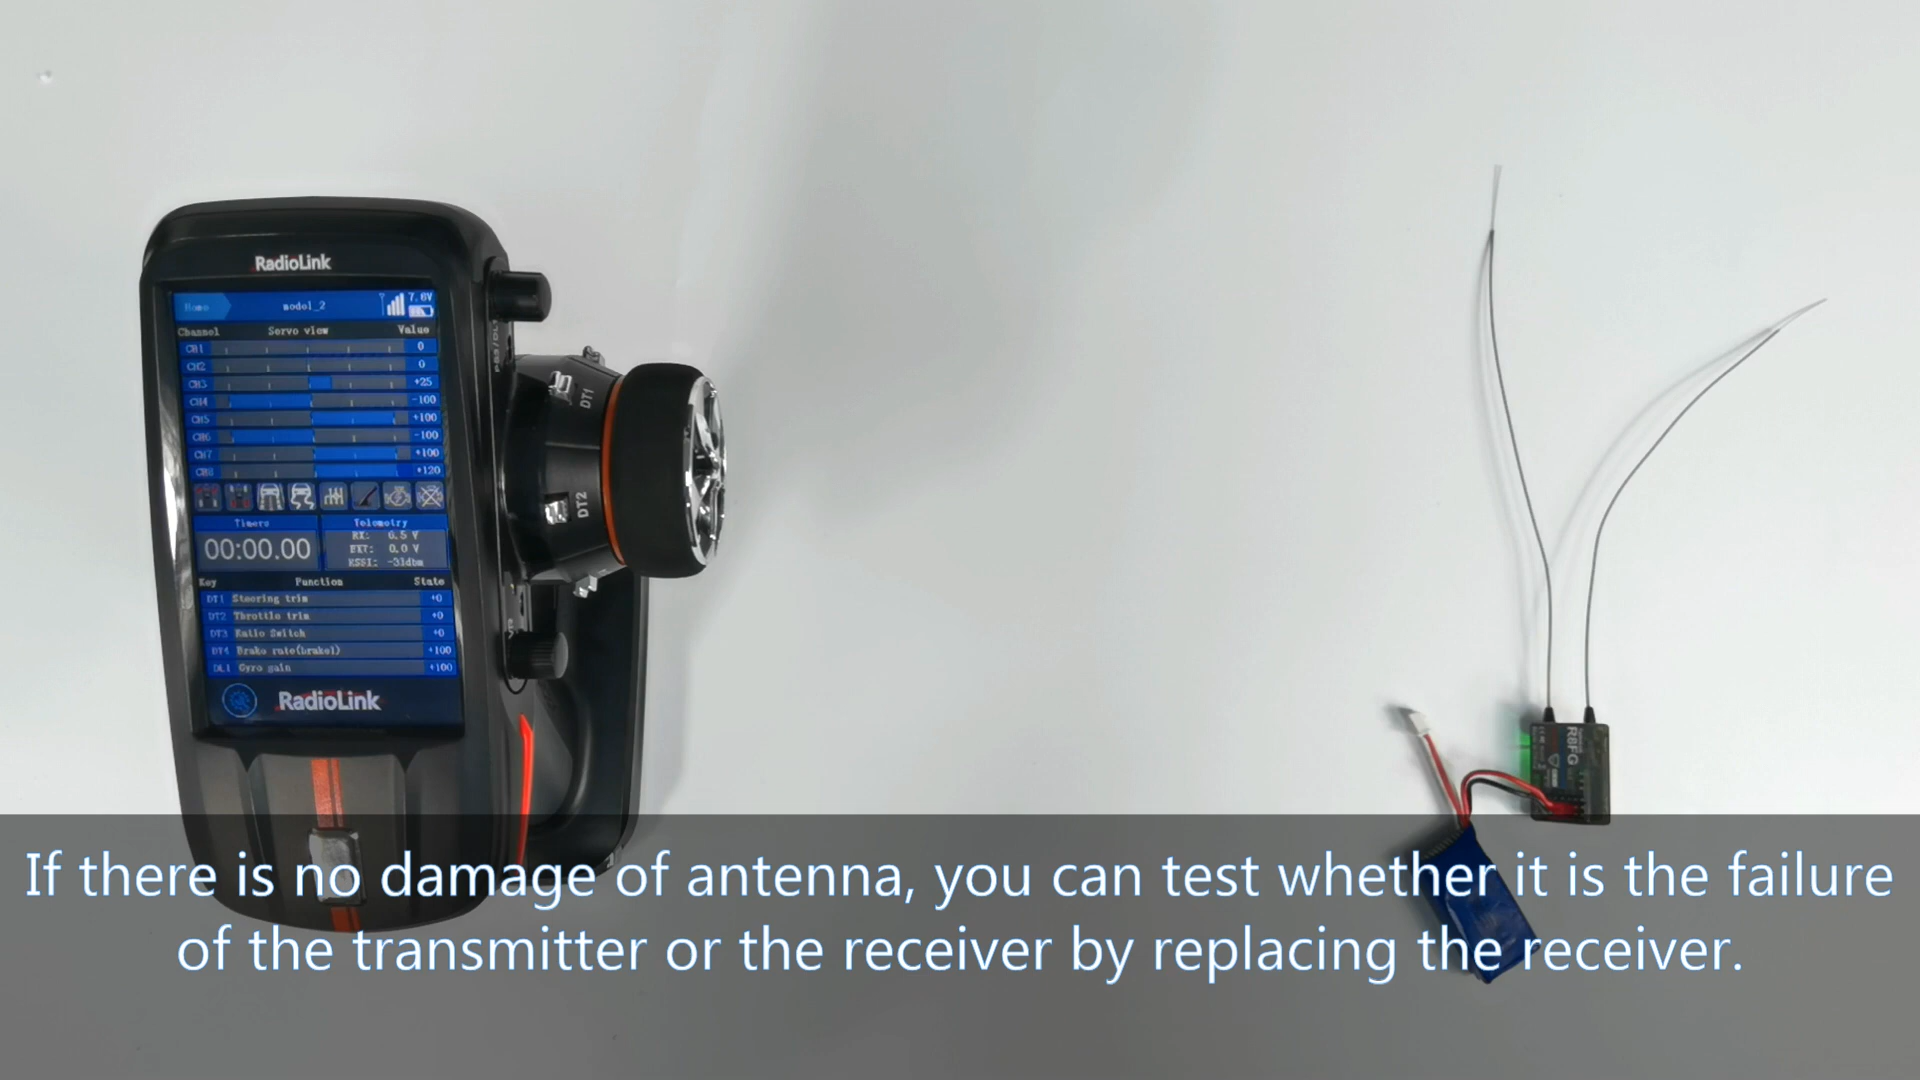 RadioLink
Home model_2 7.6V
Channel Servo view Value
CH1 0
CH2 0
CH3 +25
CH4 -100
CH5 +100
CH6 -100
CH7 +100
CH8 +120
Timers Telemetry
00:00.00
RX: 6.5 V
EXT: 0.0 V
RSSI: -31dbm
Key Function State
DT1 Steering trim +0
DT2 Throttle trim +0
DT3 Ratio Switch +0
DT4 Brake rate(brake1) +100
DL1 Gyro gain +100
RadioLink
DT1
DT2
VR
R8FG
If there is no damage of antenna, you can test whether it is the failure
of the transmitter or the receiver by replacing the receiver.